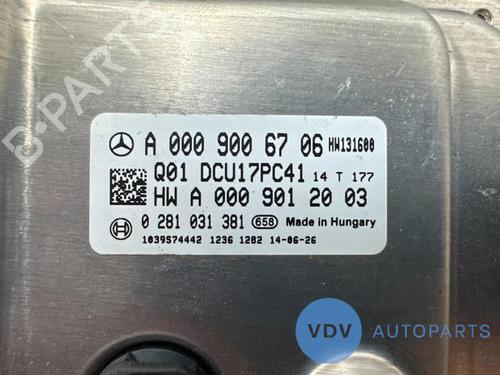 A 000 900 67 06 HW131600
Q01 DCU17PC41 14 T 177
HW A 000 901 20 03
0 281 031 381 658 Made in Hungary
1039S74442 1236 1282 14-06-26
VDV AUTOPARTS